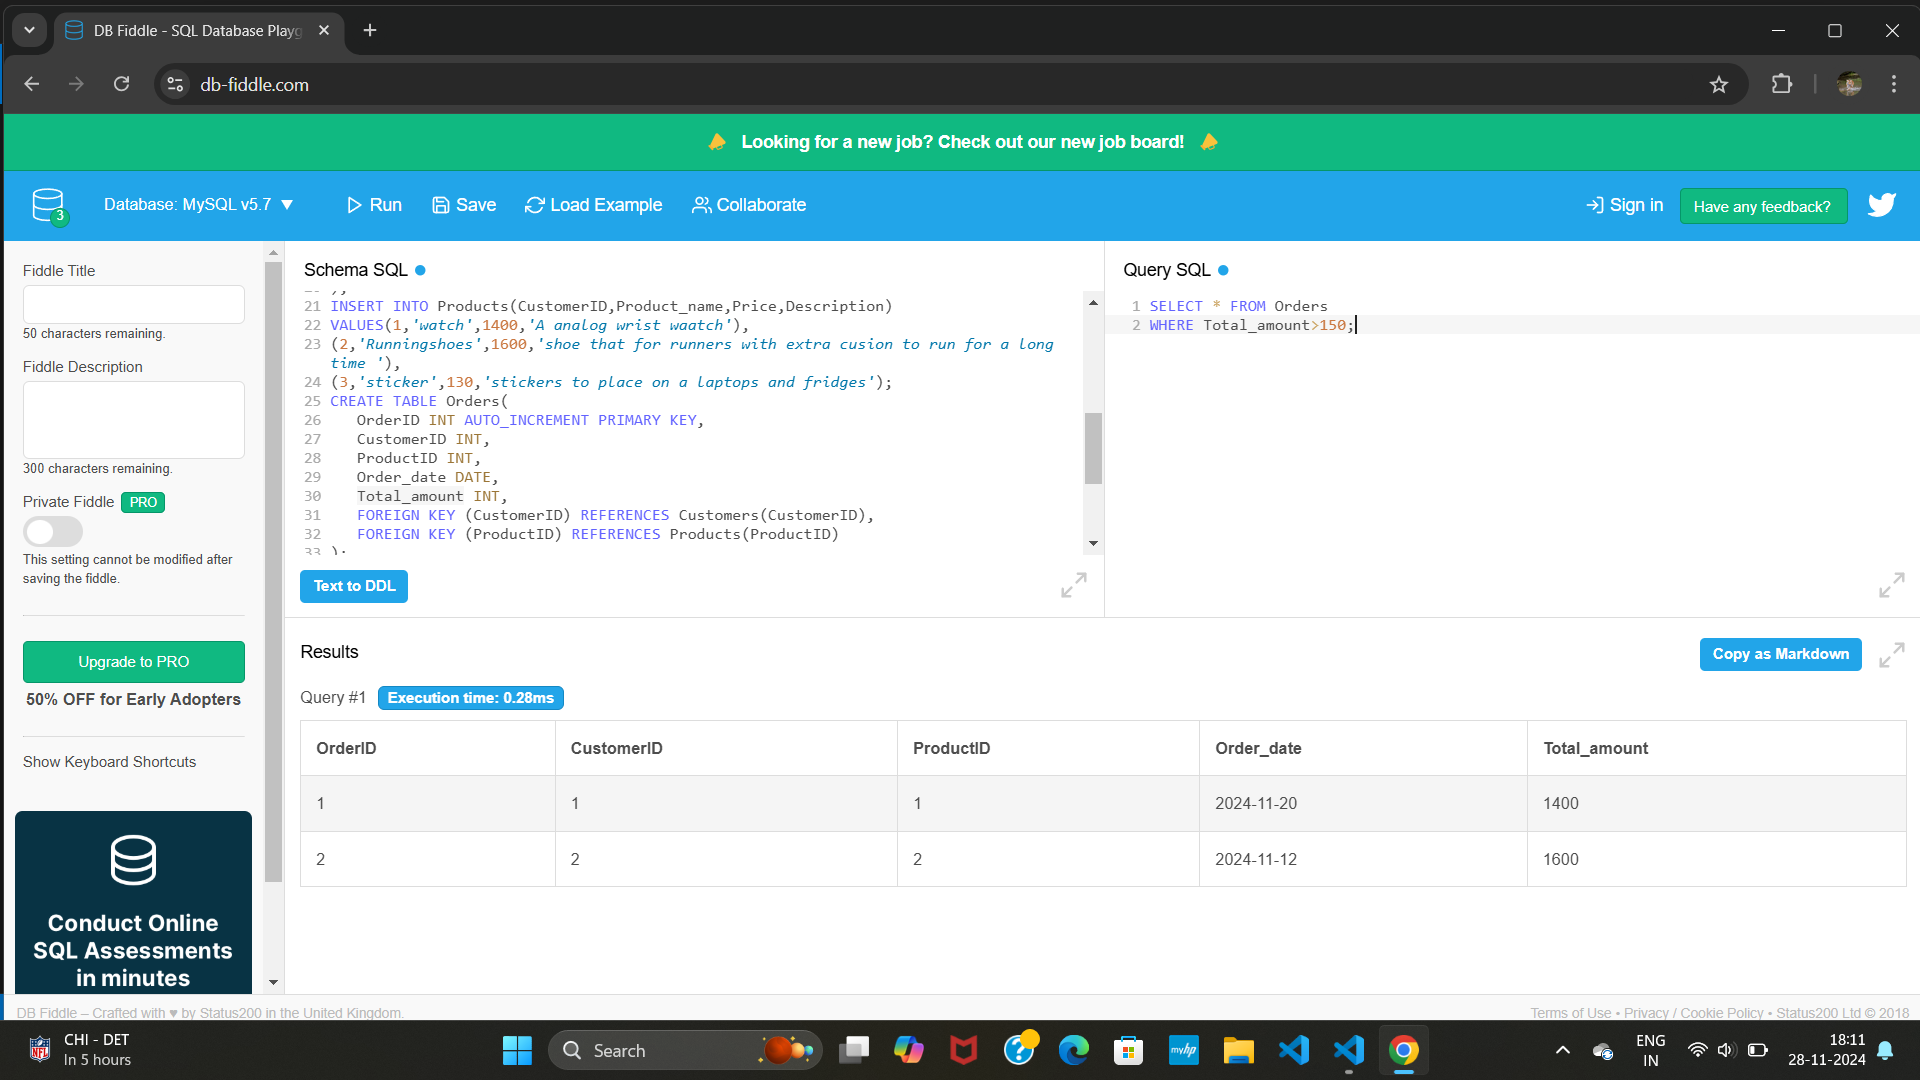 DB Fiddle - SQL Database Playg
db-fiddle.com
Looking for a new job? Check out our new job board!
3
Database: MySQL v5.7 ▼
Run
Save
Load Example
Collaborate
Sign in
Have any feedback?
Fiddle Title
50 characters remaining.
Fiddle Description
300 characters remaining.
Private Fiddle PRO
This setting cannot be modified after
saving the fiddle.
Upgrade to PRO
50% OFF for Early Adopters
Show Keyboard Shortcuts
Conduct Online
SQL Assessments
in minutes
Schema SQL
21 INSERT INTO Products(CustomerID,Product_name,Price,Description)
22 VALUES(1,'watch',1400,'A analog wrist waatch'),
23 (2,'Runningshoes',1600,'shoe that for runners with extra cusion to run for a long
time '),
24 (3,'sticker',130,'stickers to place on a laptops and fridges');
25 CREATE TABLE Orders(
26 OrderID INT AUTO_INCREMENT PRIMARY KEY,
27 CustomerID INT,
28 ProductID INT,
29 Order_date DATE,
30 Total_amount INT,
31 FOREIGN KEY (CustomerID) REFERENCES Customers(CustomerID),
32 FOREIGN KEY (ProductID) REFERENCES Products(ProductID)
33 );
Text to DDL
Query SQL
1 SELECT * FROM Orders
2 WHERE Total_amount>150;
Results
Copy as Markdown
Query #1 Execution time: 0.28ms
OrderID CustomerID ProductID Order_date Total_amount
1 1 1 2024-11-20 1400
2 2 2 2024-11-12 1600
DB Fiddle – Crafted with ♥ by Status200 in the United Kingdom.
Terms of Use • Privacy / Cookie Policy • Status200 Ltd © 2018
NFL
CHI - DET
In 5 hours
Search
myhp
ENG
IN
18:11
28-11-2024